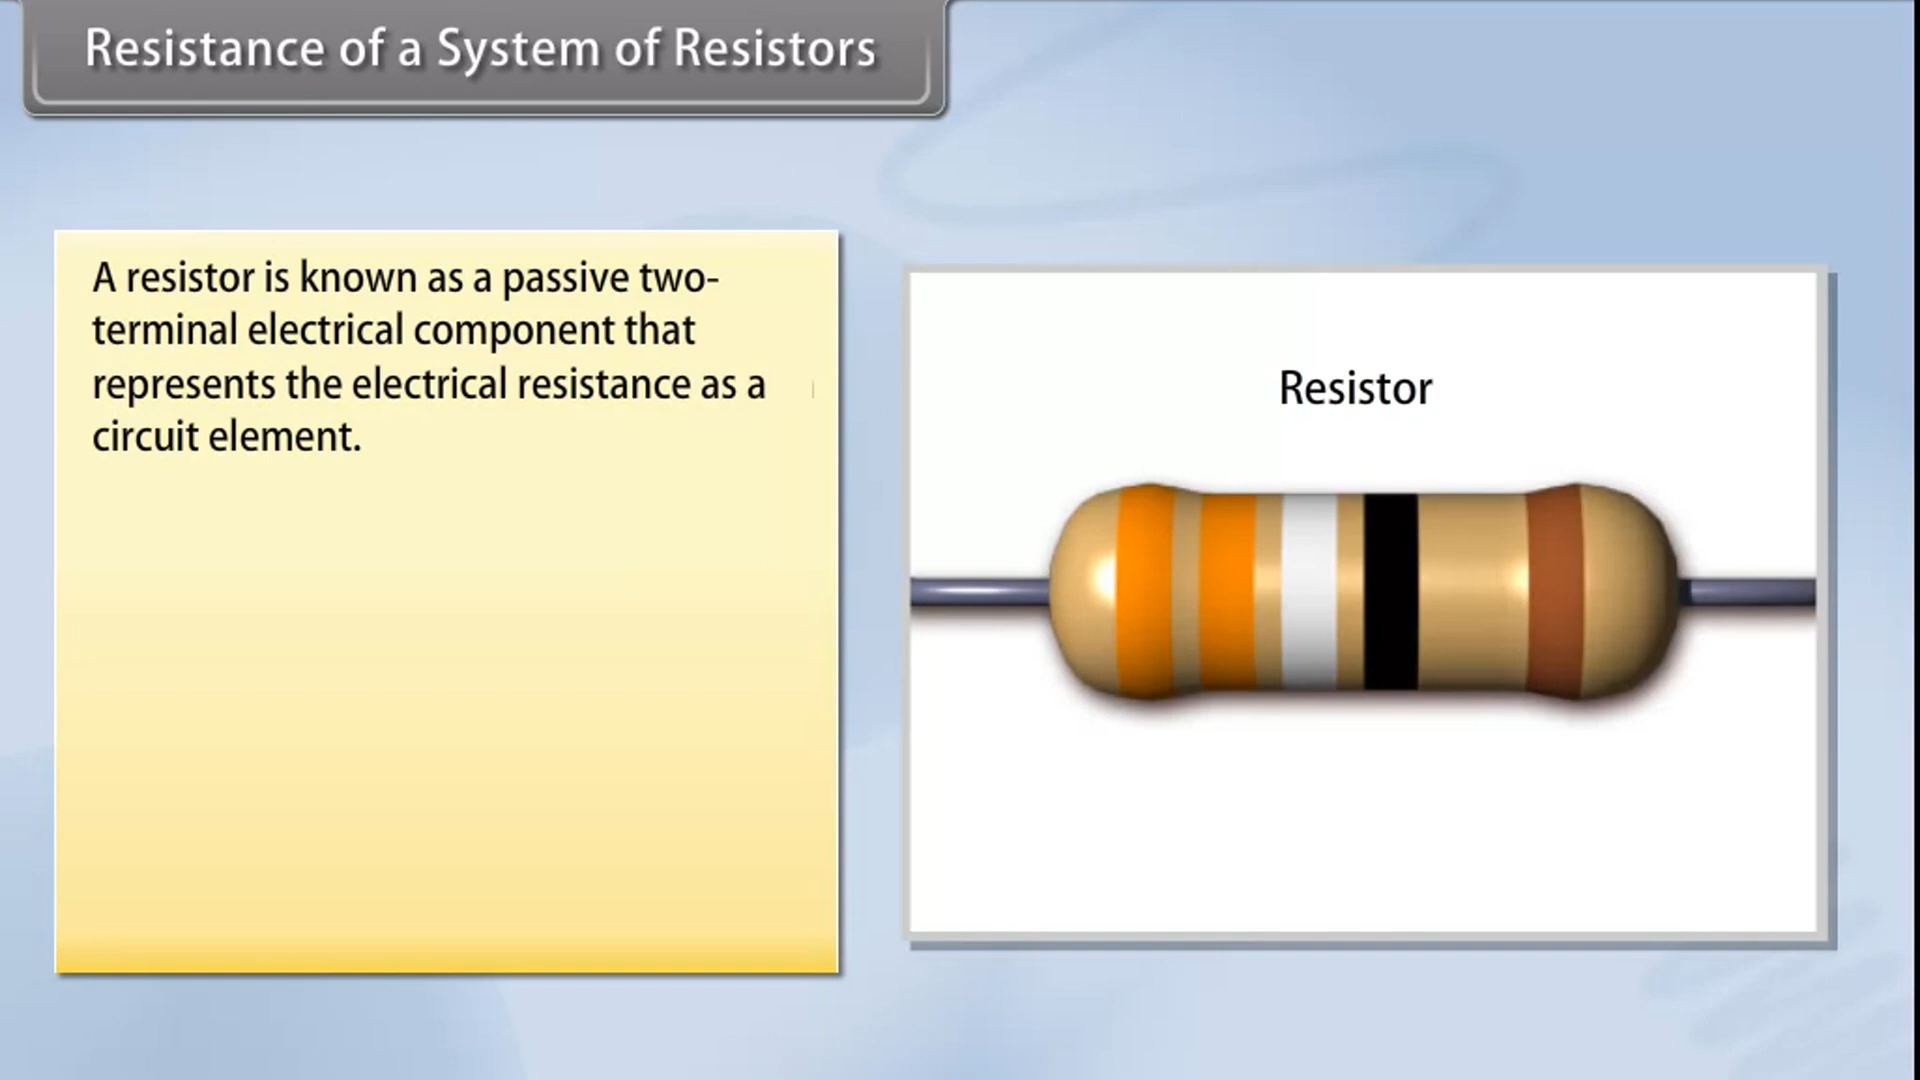 Resistance of a System of Resistors
A resistor is known as a passive two-
terminal electrical component that
represents the electrical resistance as a
circuit element.
Resistor